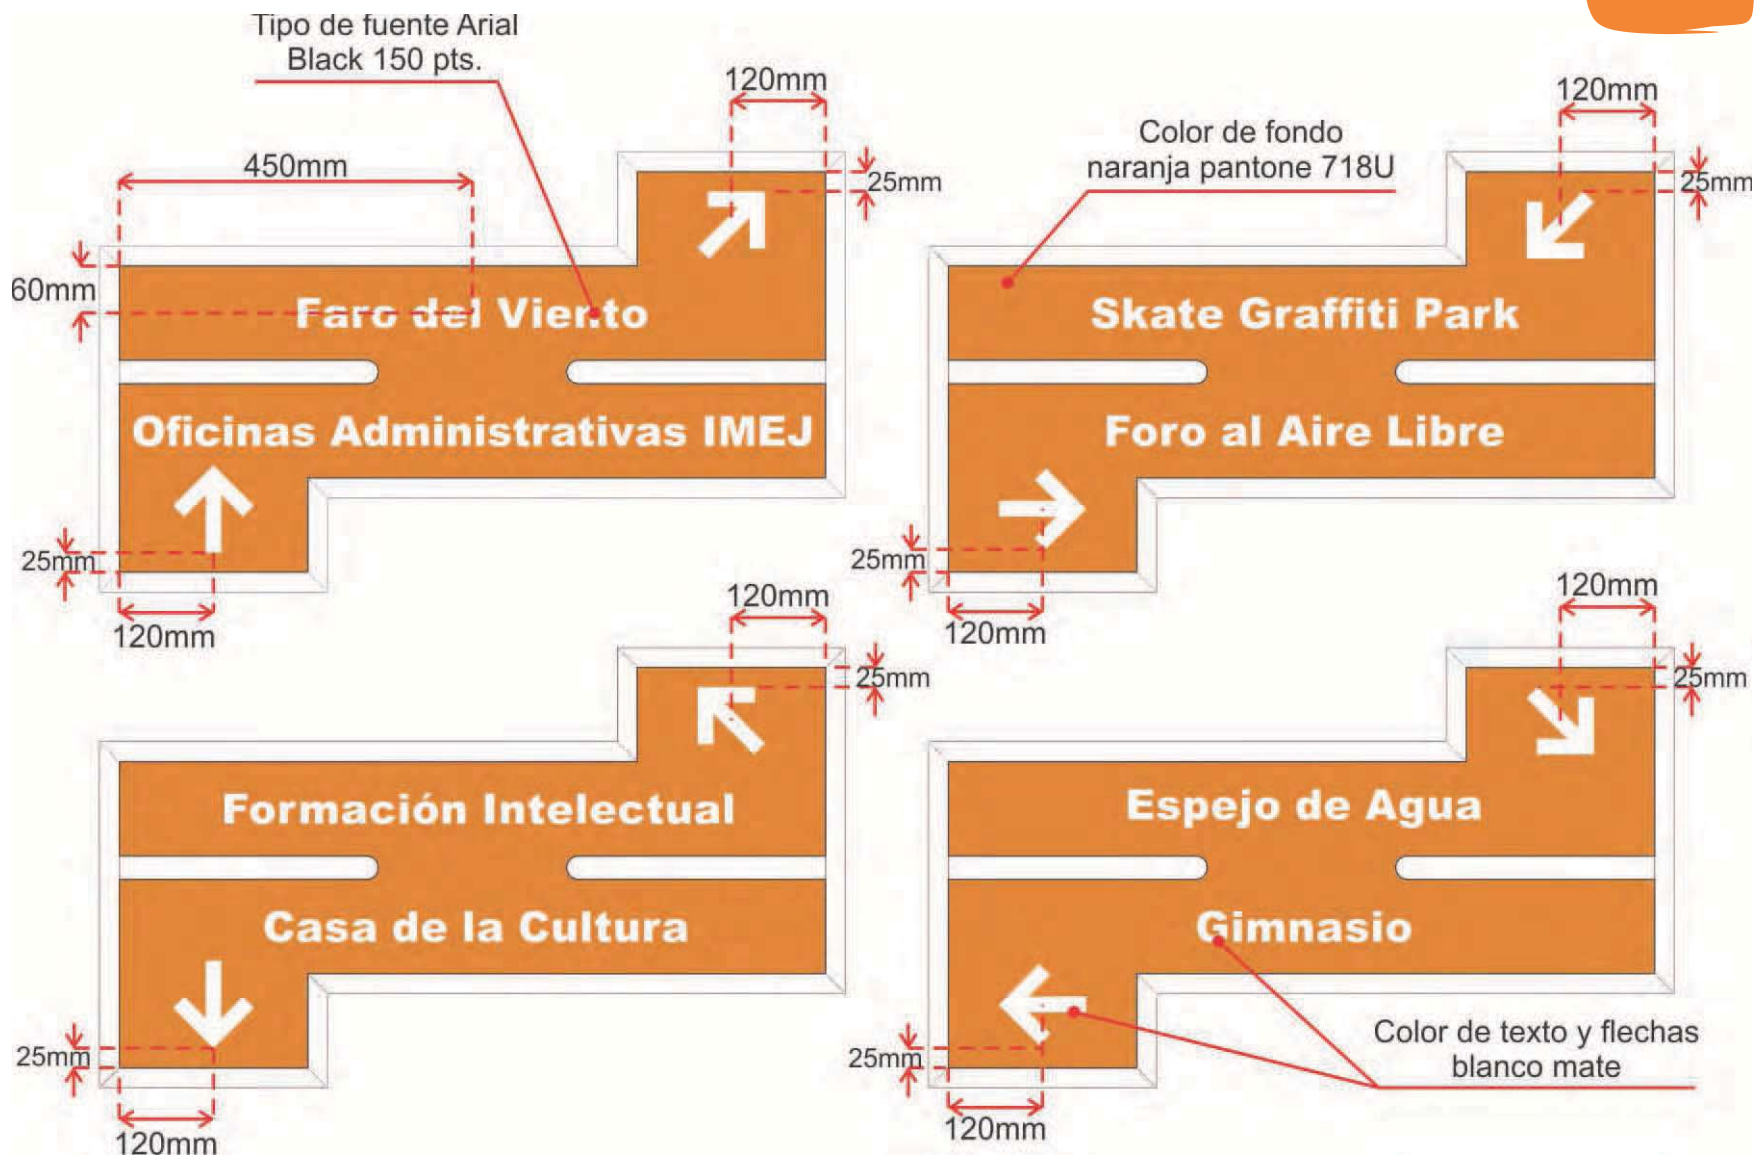 Tipo de fuente Arial
Black 150 pts.
120mm
450mm
25mm
60mm
Faro del Viento
Oficinas Administrativas IMEJ
25mm
120mm
120mm
Color de fondo
naranja pantone 718U
25mm
Skate Graffiti Park
Foro al Aire Libre
25mm
120mm
120mm
25mm
Formación Intelectual
Casa de la Cultura
25mm
120mm
120mm
25mm
Espejo de Agua
Gimnasio
Color de texto y flechas
blanco mate
25mm
120mm